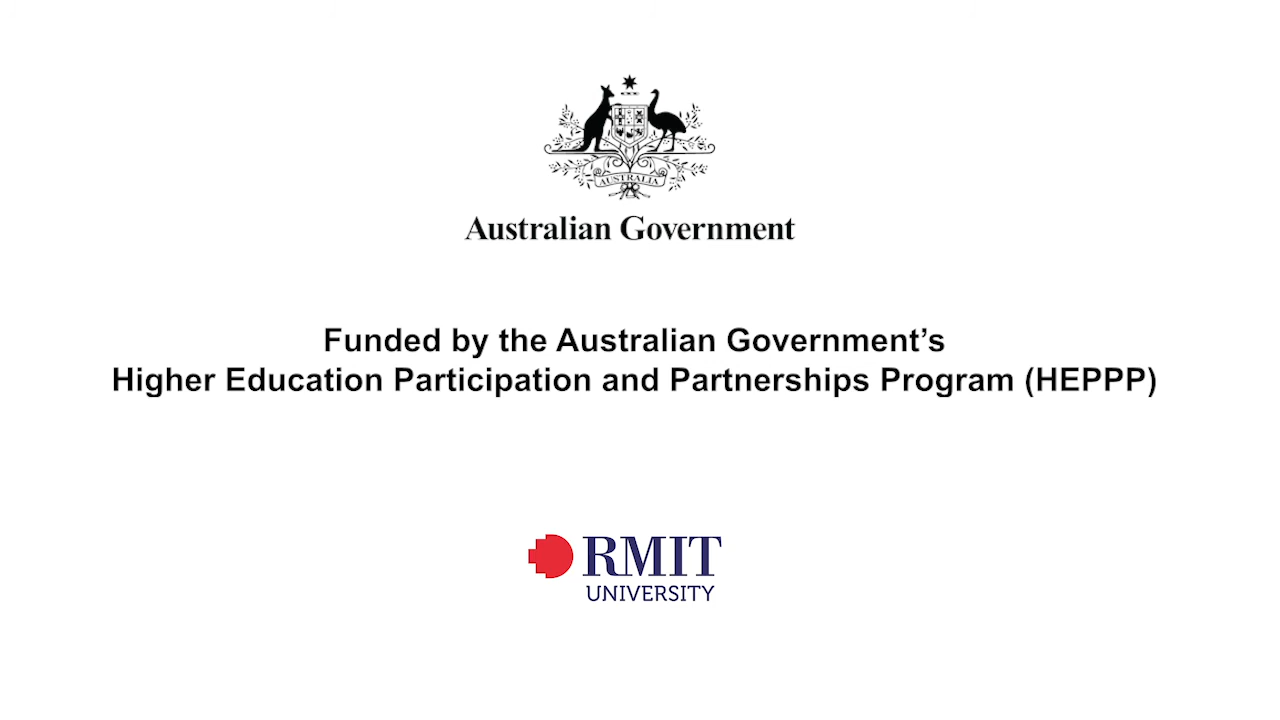 AUSTRALIA
Australian Government
Funded by the Australian Government’s
Higher Education Participation and Partnerships Program (HEPPP)
RMIT
UNIVERSITY